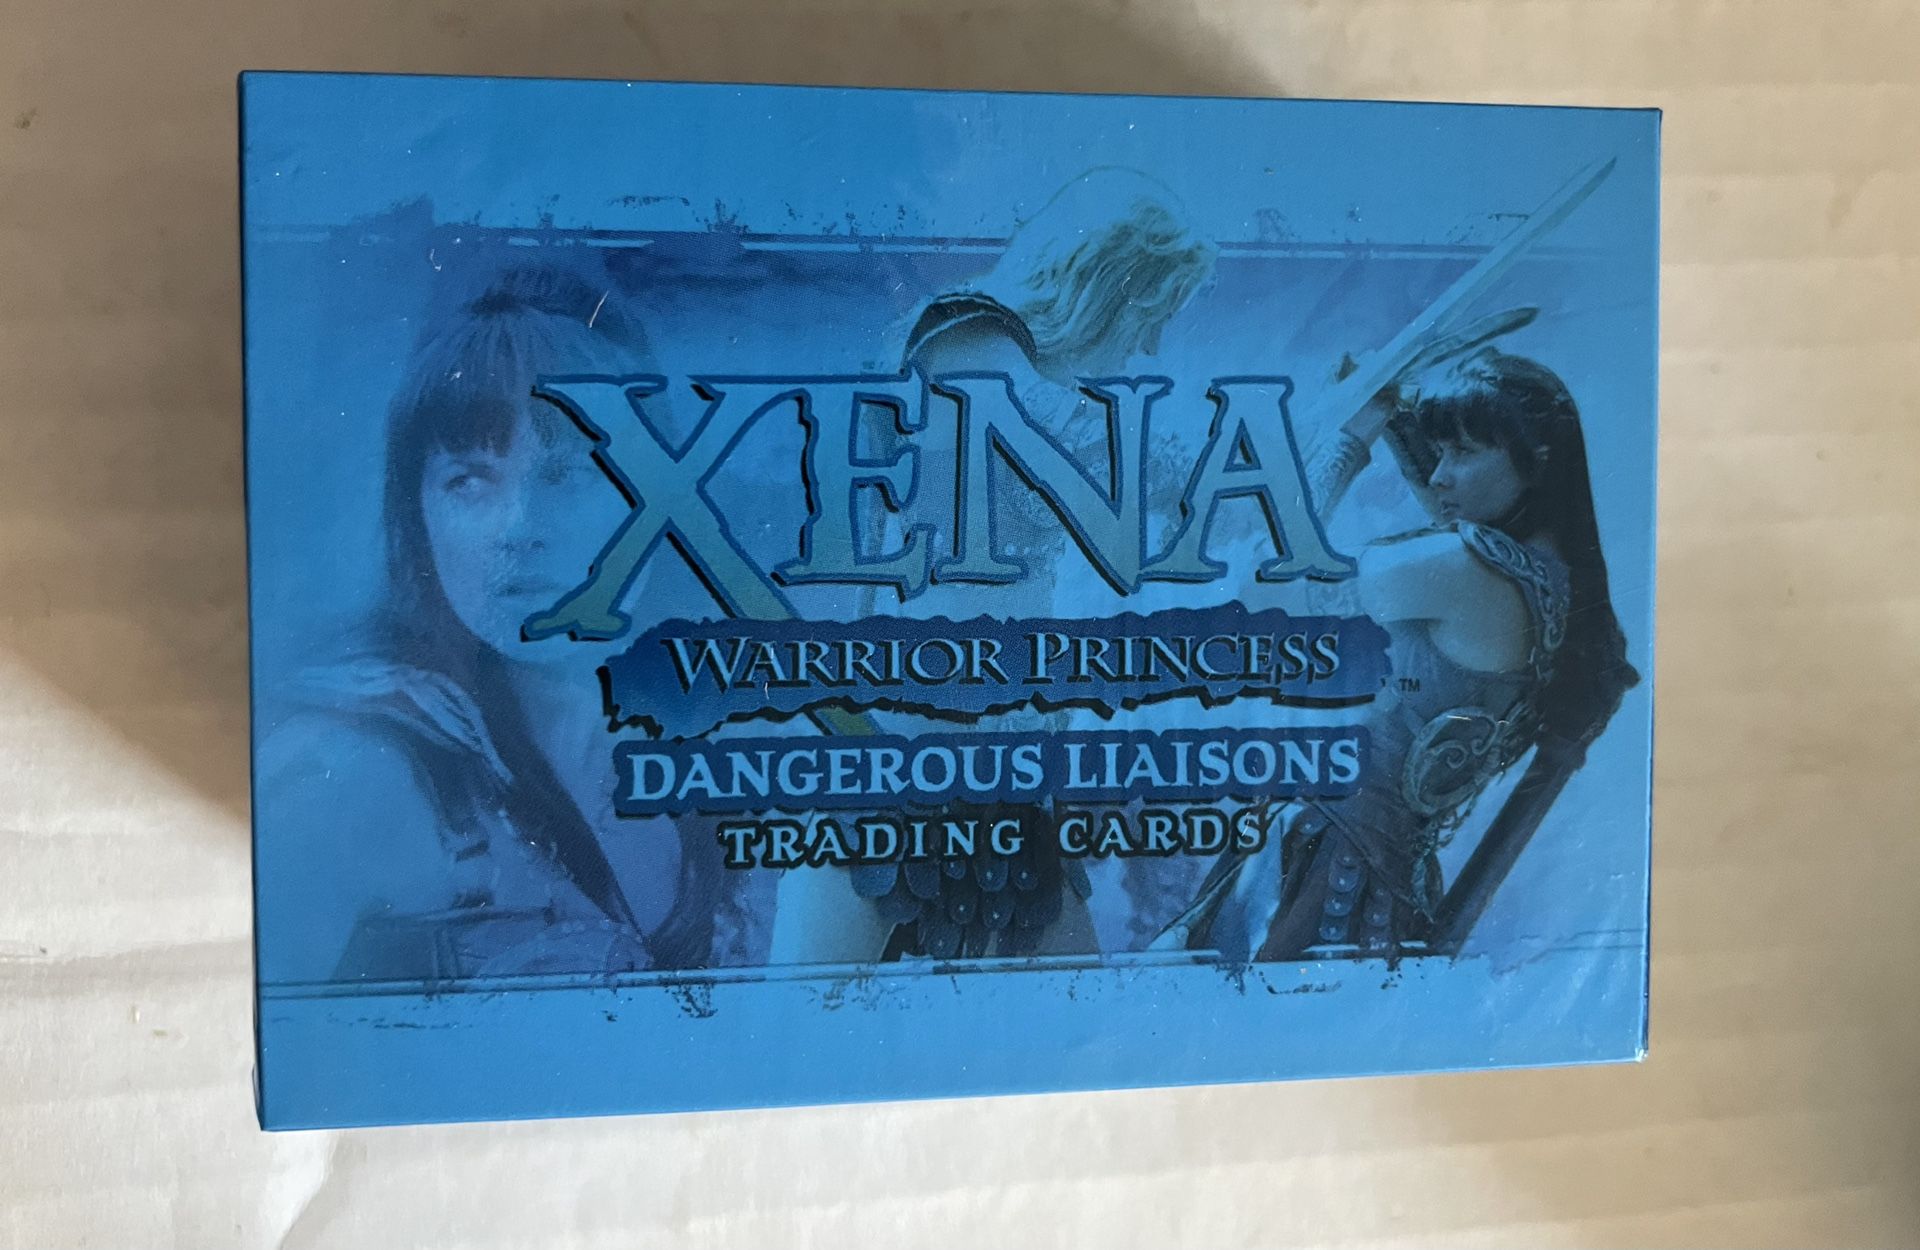 XENA
WARRIOR PRINCESS ™
DANGEROUS LIAISONS
TRADING CARDS